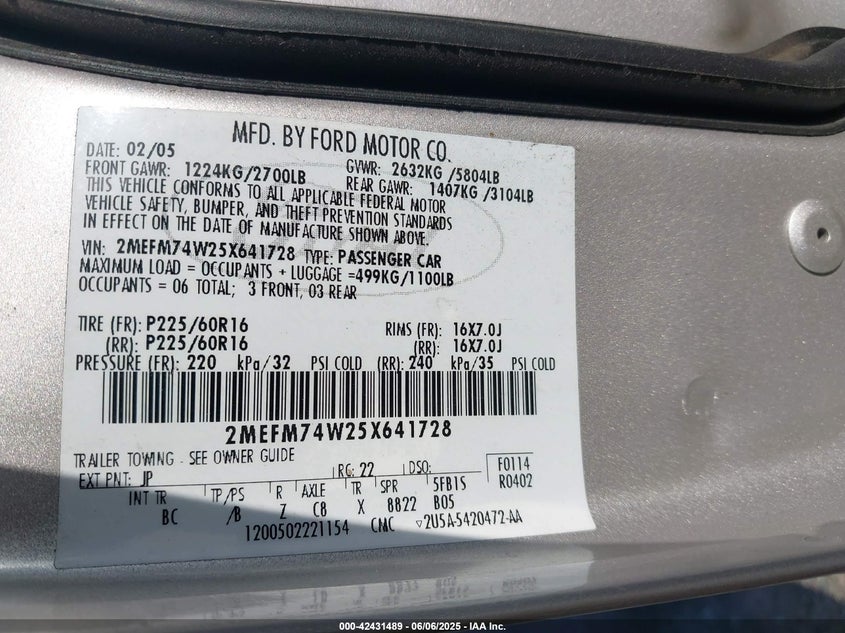 MFD. BY FORD MOTOR CO.
DATE: 02/05
GVWR: 2632KG /5804LB
FRONT GAWR: 1224KG/2700LB
REAR GAWR: 1407KG /3104LB
THIS VEHICLE CONFORMS TO ALL APPLICABLE FEDERAL MOTOR
VEHICLE SAFETY, BUMPER, AND THEFT PREVENTION STANDARDS
IN EFFECT ON THE DATE OF MANUFACTURE SHOWN ABOVE.
VIN: 2MEFM74W25X641728 TYPE: PASSENGER CAR
MAXIMUM LOAD = OCCUPANTS + LUGGAGE =499KG/1100LB
OCCUPANTS = 06 TOTAL; 3 FRONT, 03 REAR
TIRE (FR): P225/60R16 RIMS (FR): 16X7.0J
(RR): P225/60R16 (RR): 16X7.0J
PRESSURE (FR): 220 kPa/32 PSI COLD (RR): 240 kPa/35 PSI COLD
2MEFM74W25X641728
TRAILER TOWING - SEE OWNER GUIDE
EXT PNT: JP RC: 22 DSO: F0114
R0402
INT TR TP/PS R AXLE TR SPR 5FB1S
BC /B Z C8 X 8822 B05
1200502221154 CMC ▽2U5A-5420472-AA
000-42431489 - 06/06/2025 - IAA Inc.